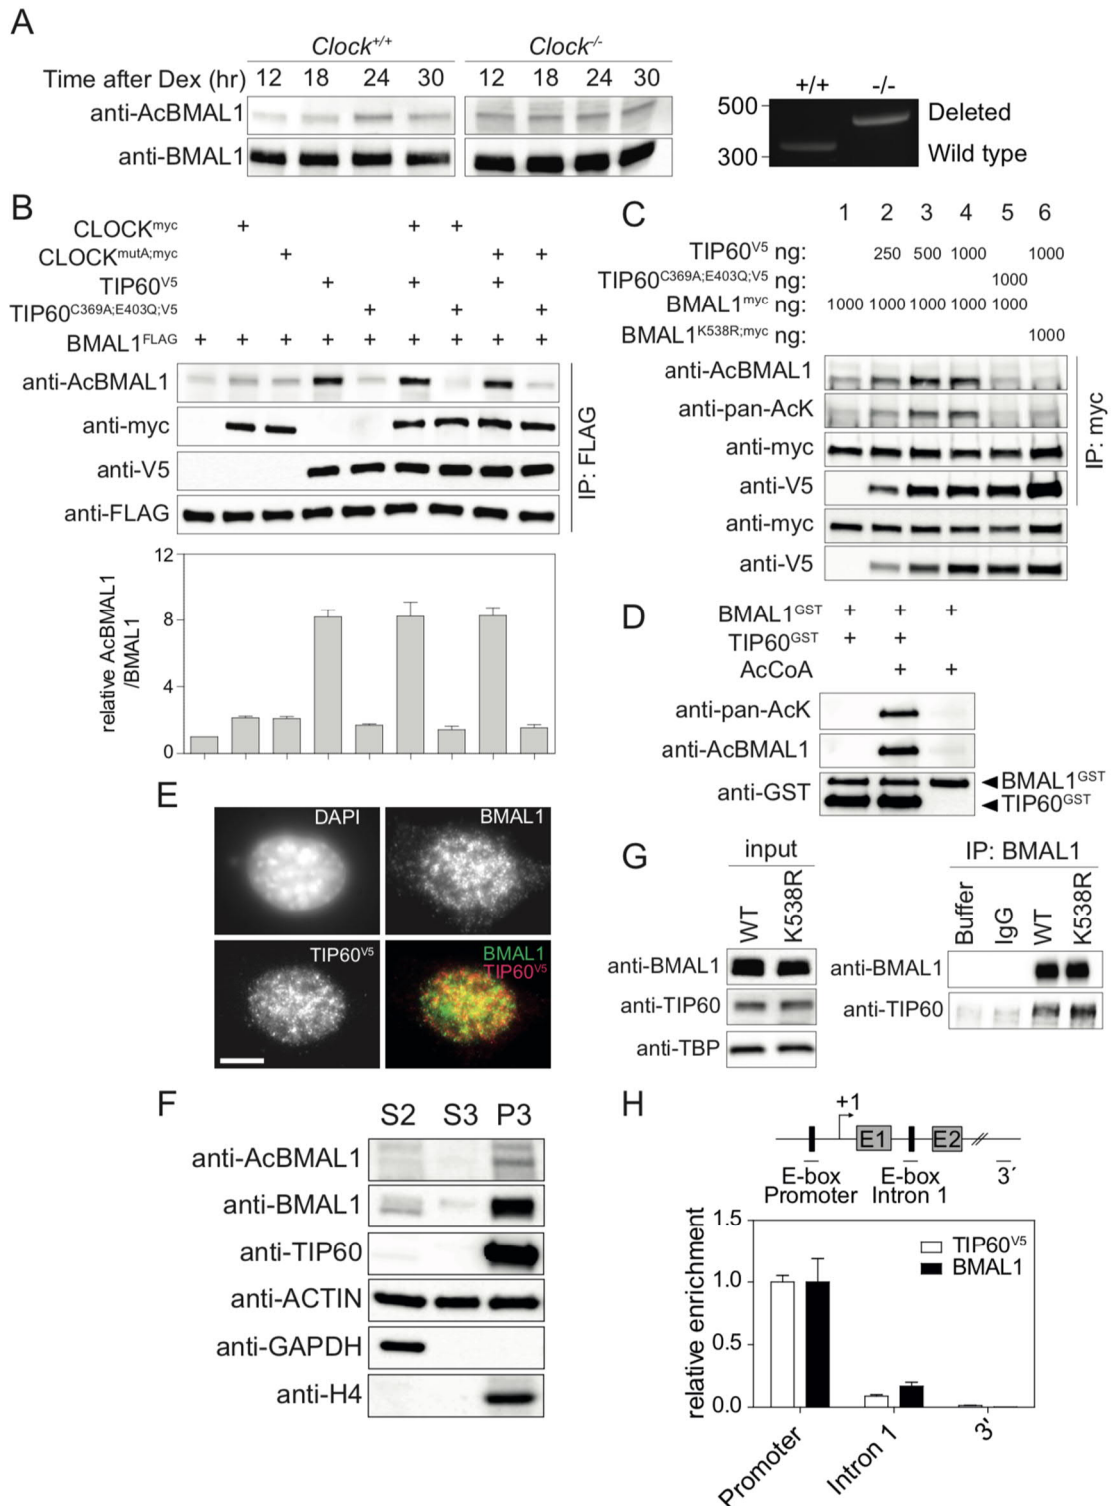 A
Clock+/+ Clock-/-
Time after Dex (hr) 12 18 24 30 12 18 24 30
anti-AcBMAL1
anti-BMAL1
+/+ -/-
500 Deleted
300 Wild type
B
CLOCKmyc + + +
CLOCKmutA;myc + + +
TIP60V5 + + +
TIP60C369A;E403Q;V5 + + +
BMAL1FLAG + + + + + + + + +
anti-AcBMAL1
anti-myc
anti-V5
anti-FLAG
IP: FLAG
12
8
4
0
relative AcBMAL1
/BMAL1
C
1 2 3 4 5 6
TIP60V5 ng: 250 500 1000 1000
TIP60C369A;E403Q;V5 ng: 1000
BMAL1myc ng: 1000 1000 1000 1000 1000
BMAL1K538R;myc ng: 1000
anti-AcBMAL1
anti-pan-AcK
anti-myc
anti-V5
anti-myc
anti-V5
IP: myc
D
BMAL1GST + + +
TIP60GST + +
AcCoA + +
anti-pan-AcK
anti-AcBMAL1
anti-GST
BMAL1GST
TIP60GST
E
DAPI
BMAL1
TIP60V5
BMAL1
TIP60V5
F
S2 S3 P3
anti-AcBMAL1
anti-BMAL1
anti-TIP60
anti-ACTIN
anti-GAPDH
anti-H4
G
input
WT K538R
anti-BMAL1
anti-TIP60
anti-TBP
IP: BMAL1
Buffer IgG WT K538R
anti-BMAL1
anti-TIP60
H
+1
E1 E2
E-box E-box 3´
Promoter Intron 1
1.5
1.0
0.5
0.0
relative enrichment
TIP60V5
BMAL1
Promoter Intron 1 3'